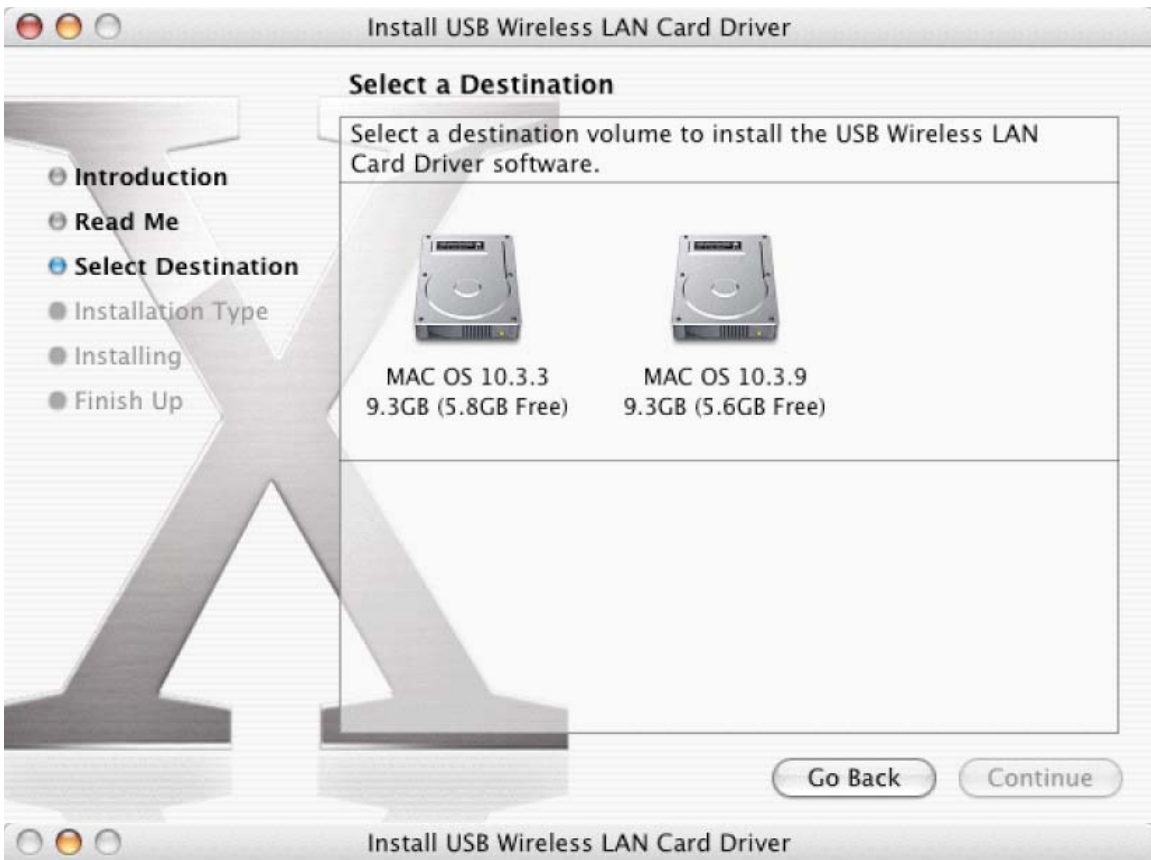 Install USB Wireless LAN Card Driver
Select a Destination
Select a destination volume to install the USB Wireless LAN
Card Driver software.
Introduction
Read Me
Select Destination
Installation Type
Installing
Finish Up
MAC OS 10.3.3
9.3GB (5.8GB Free)
MAC OS 10.3.9
9.3GB (5.6GB Free)
Go Back
Continue
Install USB Wireless LAN Card Driver